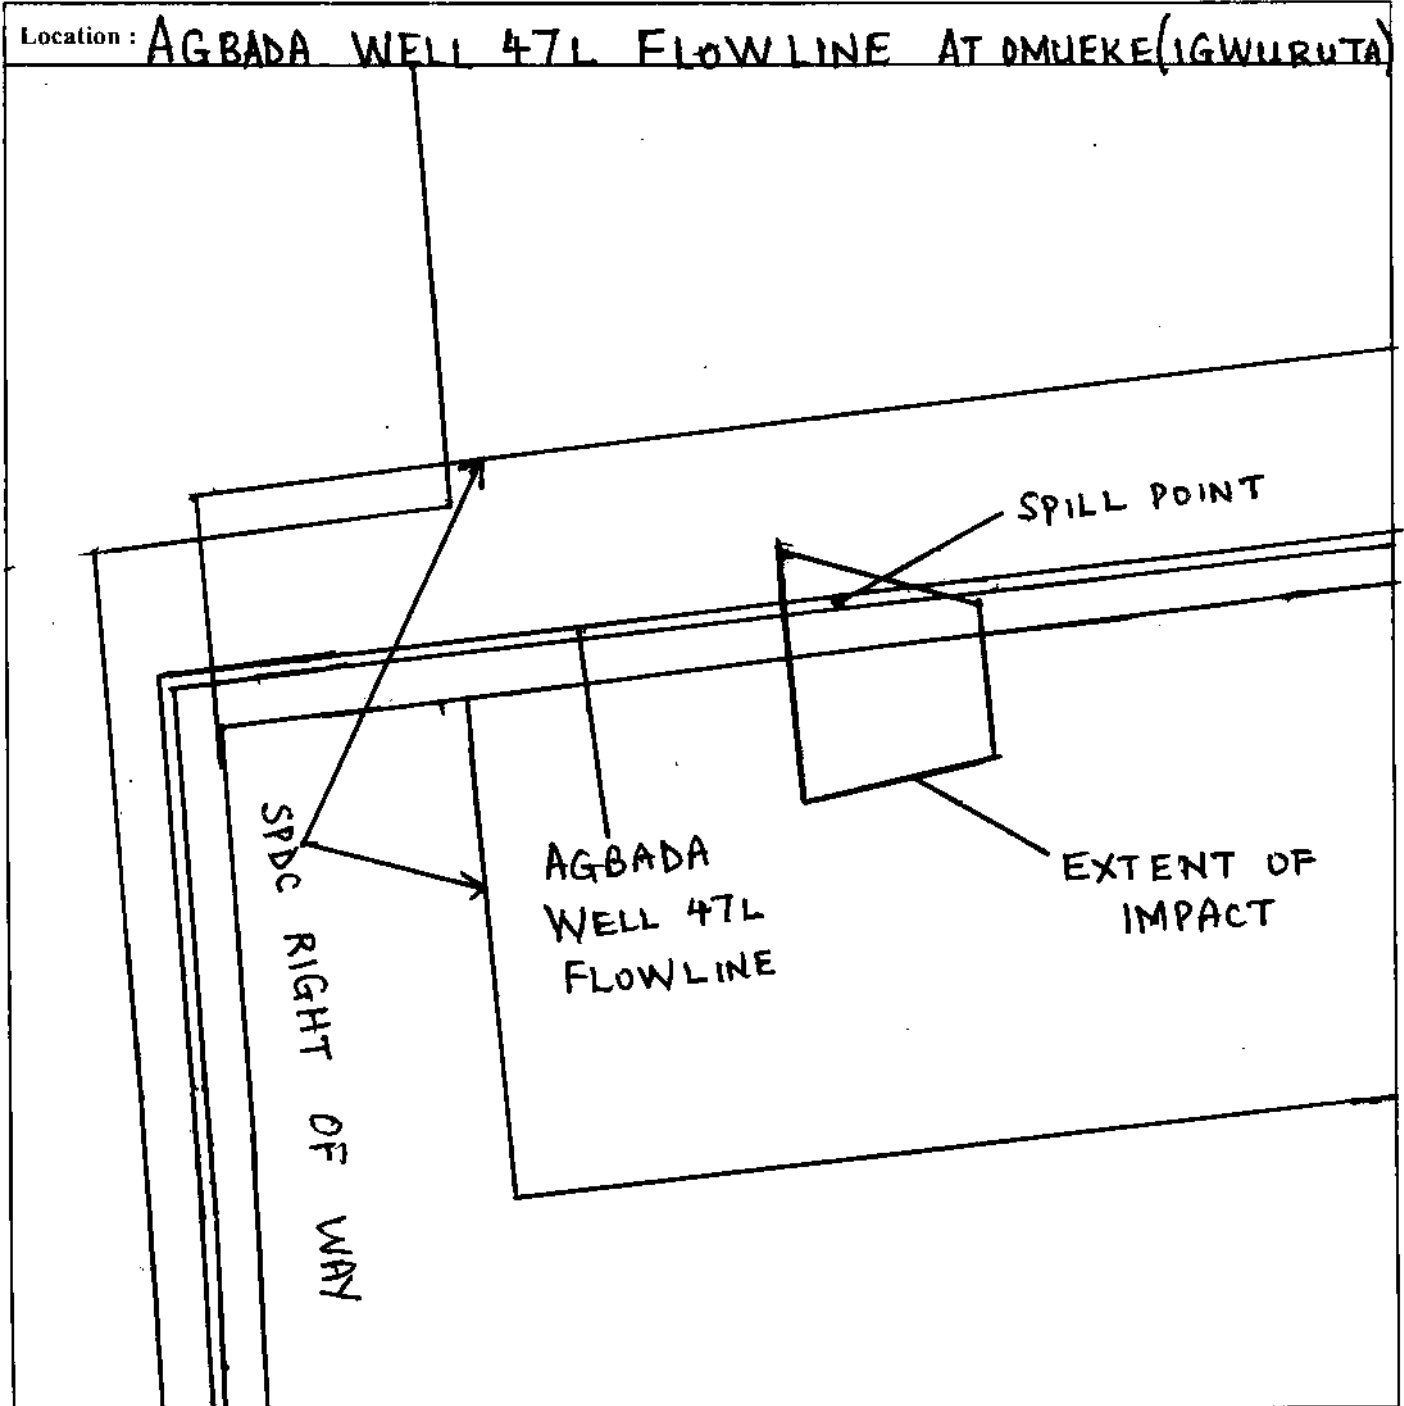 Location : AGBADA WELL 47L FLOWLINE AT OMUEKE(IGWURUTA)
SPILL POINT
SPDC RIGHT OF WAY
AGBADA
WELL 47L
FLOWLINE
EXTENT OF
IMPACT